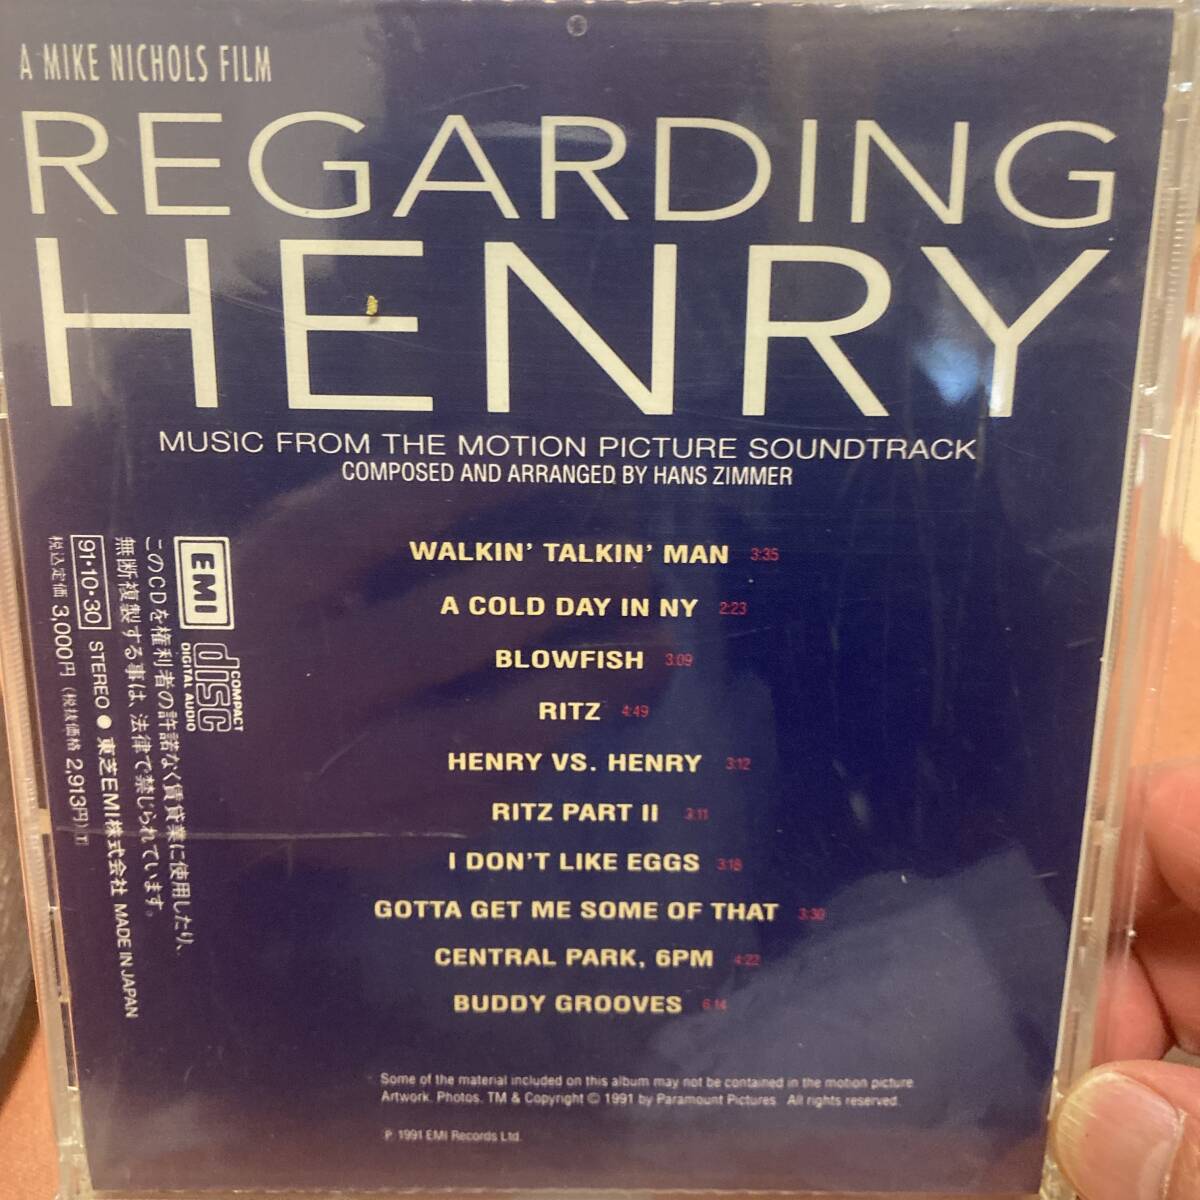 A MIKE NICHOLS FILM
REGARDING
HENRY
MUSIC FROM THE MOTION PICTURE SOUNDTRACK
COMPOSED AND ARRANGED BY HANS ZIMMER
WALKIN' TALKIN' MAN 3:35
A COLD DAY IN NY 2:23
BLOWFISH 3:09
RITZ 4:49
HENRY VS. HENRY 3:12
RITZ PART II 3:11
I DON'T LIKE EGGS 3:18
GOTTA GET ME SOME OF THAT 3:30
CENTRAL PARK, 6PM 4:22
BUDDY GROOVES 6:14
EMI
COMPACT
disc
DIGITAL AUDIO
このCDを権利者の許諾なく賃貸業に使用したり、
無断複製する事は、法律で禁じられています。
91・10・30 STEREO ● 東芝EMI株式会社 MADE IN JAPAN
税込定価 3,000円 (税抜価格 2,913円) T
Some of the material included on this album may not be contained in the motion picture
Artwork. Photos. TM & Copyright © 1991 by Paramount Pictures. All rights reserved.
℗ 1991 EMI Records Ltd.